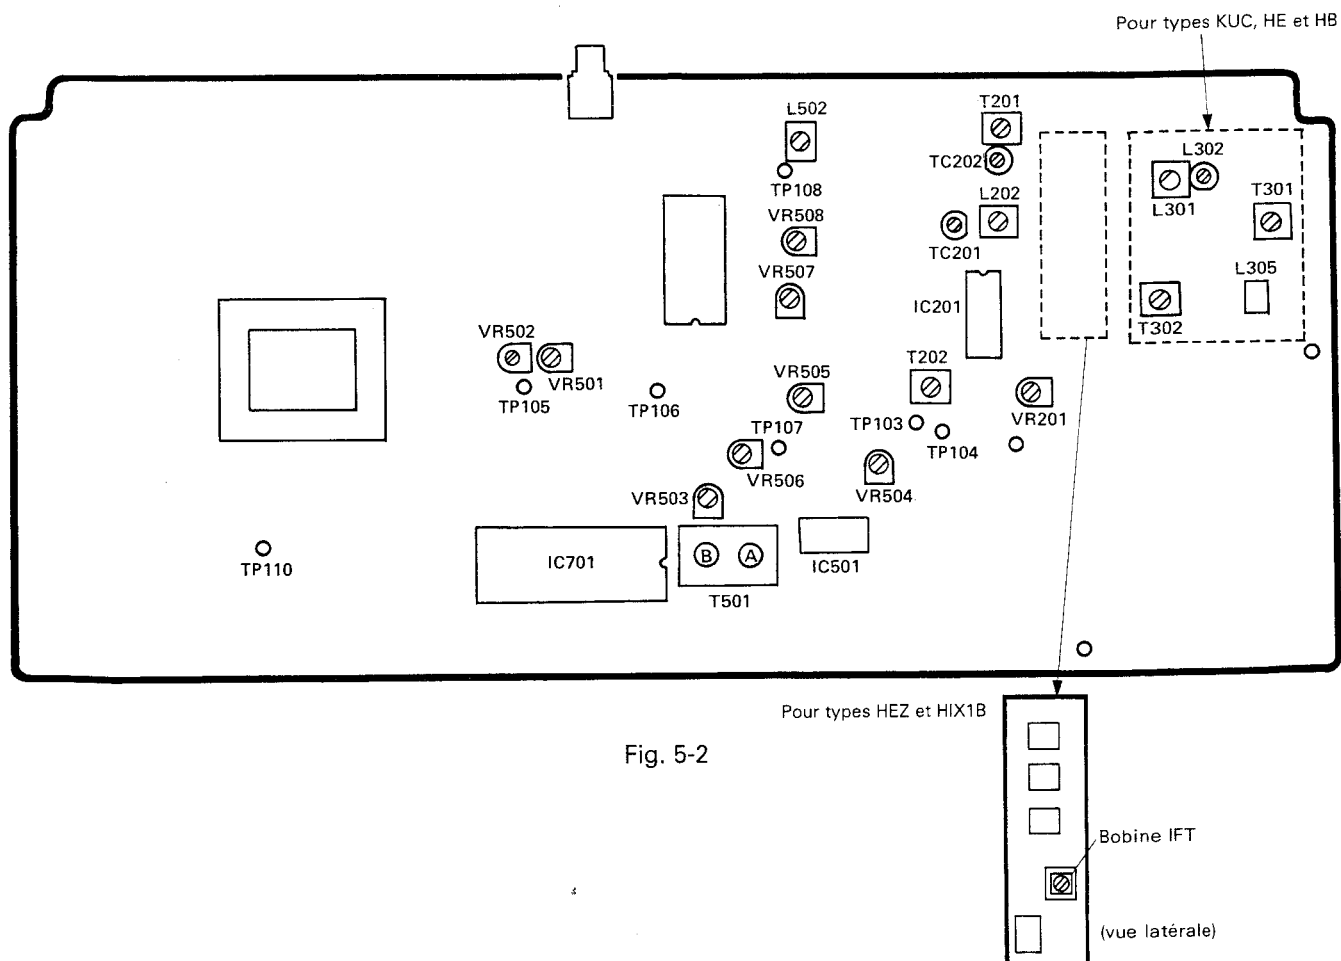 Pour types KUC, HE et HB
L502
T201
TC202
L302
TP108
T301
L202
L301
VR508
TC201
VR507
L305
IC201
VR502
T302
T202
VR501
VR505
TP105
TP106
VR201
TP107
TP103
TP104
VR506
VR503
VR504
IC701
B
A
IC501
TP110
T501
Pour types HEZ et HIX1B
Fig. 5-2
Bobine IFT
(vue latérale)